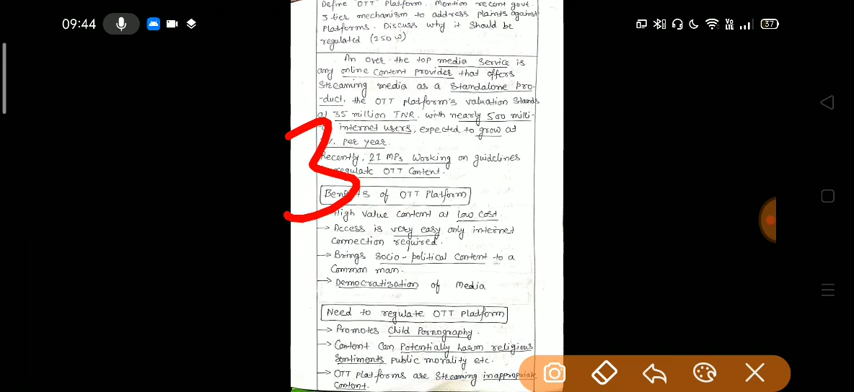 09:44
37
Define OTT Platform. Mention recent govt.
3 tier mechanism to address plaints against
Platforms. Discuss why it should be
regulated (250 w)
An over the top media service is
any online content provider that offers
Streaming media as a Standalone Pro-
duct. the OTT platform's valuation stands
at 35 million INR. with nearly 500 milli-
internet users, expected to grow at
% per year.
Recently, 21 MPs working on guidelines
regulate OTT Content.
Benefits of OTT Platform
High value content at low cost
→ Access is very easy only internet
connection required.
→ Brings Socio-political content to a
Common man.
→ Democratization of Media
Need to regulate OTT Platform
→ Promotes Child Pornography.
→ Content can Potentially harm religious
Sentiments Public morality etc.
→ OTT Platforms are Streaming inappropriate
Content.
3